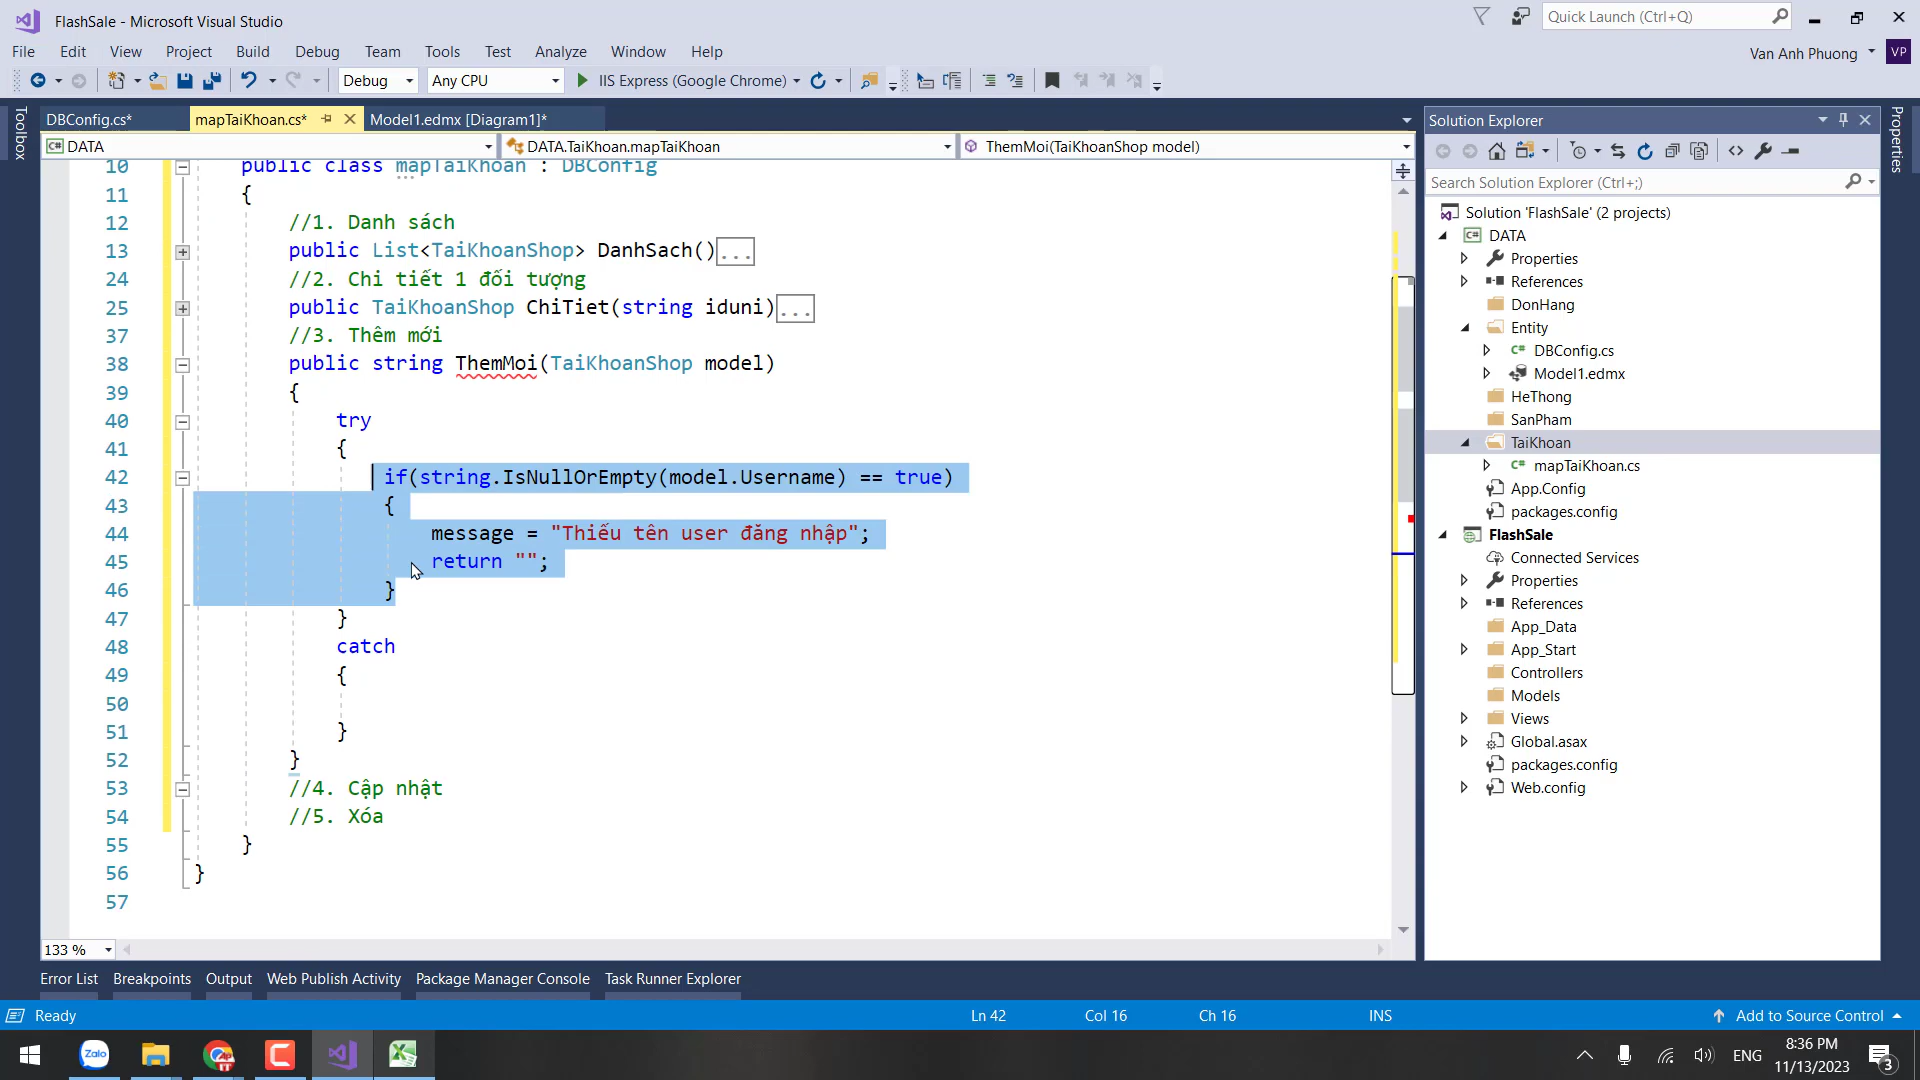 FlashSale - Microsoft Visual Studio
Quick Launch (Ctrl+Q)
File Edit View Project Build Debug Team Tools Test Analyze Window Help
Van Anh Phuong VP
Debug Any CPU IIS Express (Google Chrome)
Toolbox
DBConfig.cs* mapTaiKhoan.cs* Model1.edmx [Diagram1]*
DATA DATA.TaiKhoan.mapTaiKhoan ThemMoi(TaiKhoanShop model)
10 public class mapTaiKhoan : DBConfig
11 {
12 //1. Danh sách
13 public List<TaiKhoanShop> DanhSach()...
24 //2. Chi tiết 1 đối tượng
25 public TaiKhoanShop ChiTiet(string iduni)...
37 //3. Thêm mới
38 public string ThemMoi(TaiKhoanShop model)
39 {
40 try
41 {
42 if(string.IsNullOrEmpty(model.Username) == true)
43 {
44 message = "Thiếu tên user đăng nhập";
45 return "";
46 }
47 }
48 catch
49 {
50
51 }
52 }
53 //4. Cập nhật
54 //5. Xóa
55 }
56 }
57
133 %
Solution Explorer
Search Solution Explorer (Ctrl+;)
Solution 'FlashSale' (2 projects)
DATA
Properties
References
DonHang
Entity
DBConfig.cs
Model1.edmx
HeThong
SanPham
TaiKhoan
mapTaiKhoan.cs
App.Config
packages.config
FlashSale
Connected Services
Properties
References
App_Data
App_Start
Controllers
Models
Views
Global.asax
packages.config
Web.config
Properties
Error List Breakpoints Output Web Publish Activity Package Manager Console Task Runner Explorer
Ready Ln 42 Col 16 Ch 16 INS Add to Source Control
Zalo
ENG
8:36 PM
11/13/2023
3